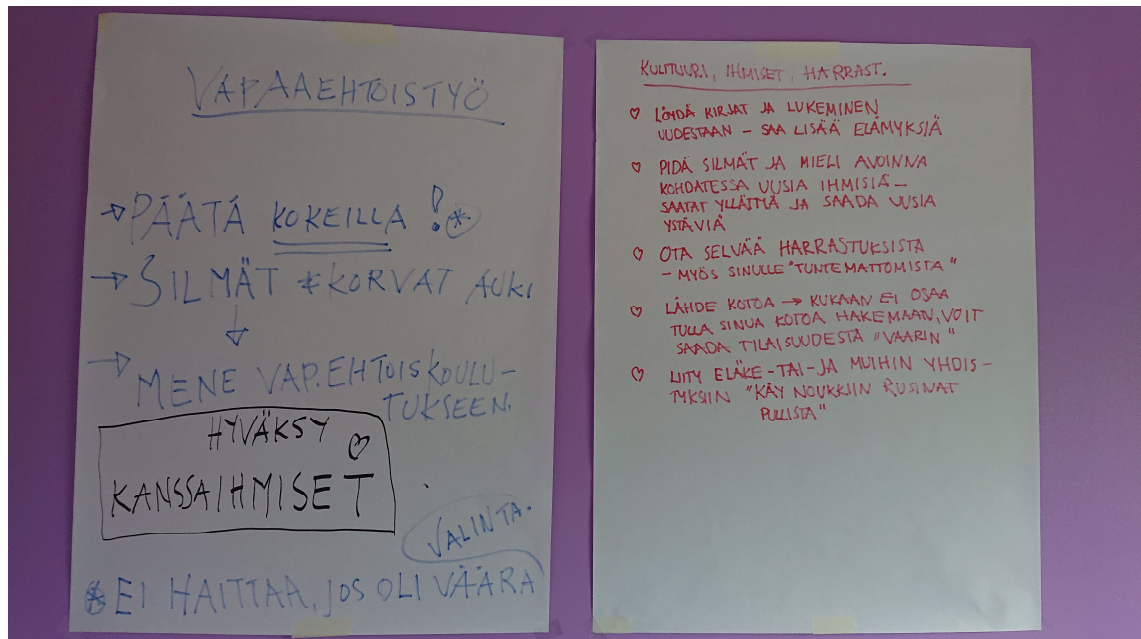 VAPAAEHTOISTYÖ
→ PÄÄTÄ KOKEILLA! *
→ SILMÄT & KORVAT AUKI
↓
→ MENE VAP.EHTOISKOULU-
TUKSEEN.
HYVÄKSY ♡
KANSSAIHMISET
VALINTA.
* EI HAITTAA, JOS OLI VÄÄRÄ
KULTTUURI, IHMISET, HARRAST.
♡ LÖYDÄ KIRJAT JA LUKEMINEN
UUDESTAAN – SAA LISÄÄ ELÄMYKSIÄ
♡ PIDÄ SILMÄT JA MIELI AVOINNA
KOHDATESSA UUSIA IHMISIÄ –
SAATAT YLLÄTTYÄ JA SAADA UUSIA
YSTÄVIÄ
♡ OTA SELVÄÄ HARRASTUKSISTA
– MYÖS SINULLE "TUNTEMATTOMISTA"
♡ LÄHDE KOTOA → KUKAAN EI OSAA
TULLA SINUA KOTOA HAKEMAAN, VOIT
SAADA TILAISUUDESTA "VAARIN"
♡ LIITY ELÄKE-TAI-JA MUIHIN YHDIS-
TYKSIIN "KÄY NOUKKIIN RUSINAT
PULLISTA"